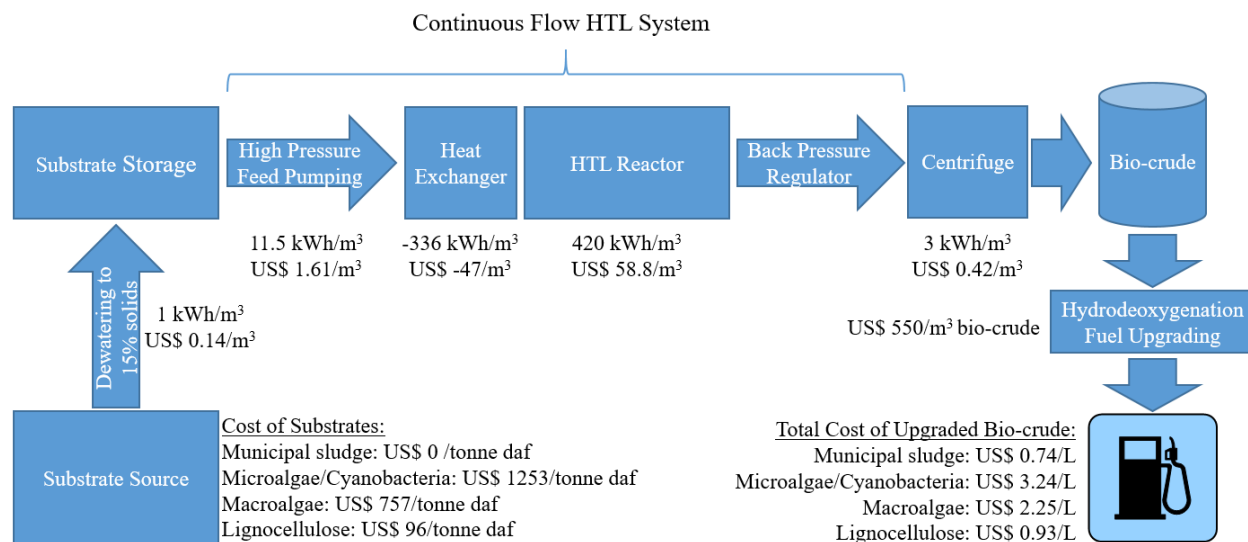 Continuous Flow HTL System
Substrate Storage
High Pressure
Feed Pumping
Heat
Exchanger
HTL Reactor
Back Pressure
Regulator
Centrifuge
Bio-crude
11.5 kWh/m³
US$ 1.61/m³
-336 kWh/m³
US$ -47/m³
420 kWh/m³
US$ 58.8/m³
3 kWh/m³
US$ 0.42/m³
Dewatering to
15% solids
1 kWh/m³
US$ 0.14/m³
US$ 550/m³ bio-crude
Hydrodeoxygenation
Fuel Upgrading
Substrate Source
Cost of Substrates:
Municipal sludge: US$ 0 /tonne daf
Microalgae/Cyanobacteria: US$ 1253/tonne daf
Macroalgae: US$ 757/tonne daf
Lignocellulose: US$ 96/tonne daf
Total Cost of Upgraded Bio-crude:
Municipal sludge: US$ 0.74/L
Microalgae/Cyanobacteria: US$ 3.24/L
Macroalgae: US$ 2.25/L
Lignocellulose: US$ 0.93/L